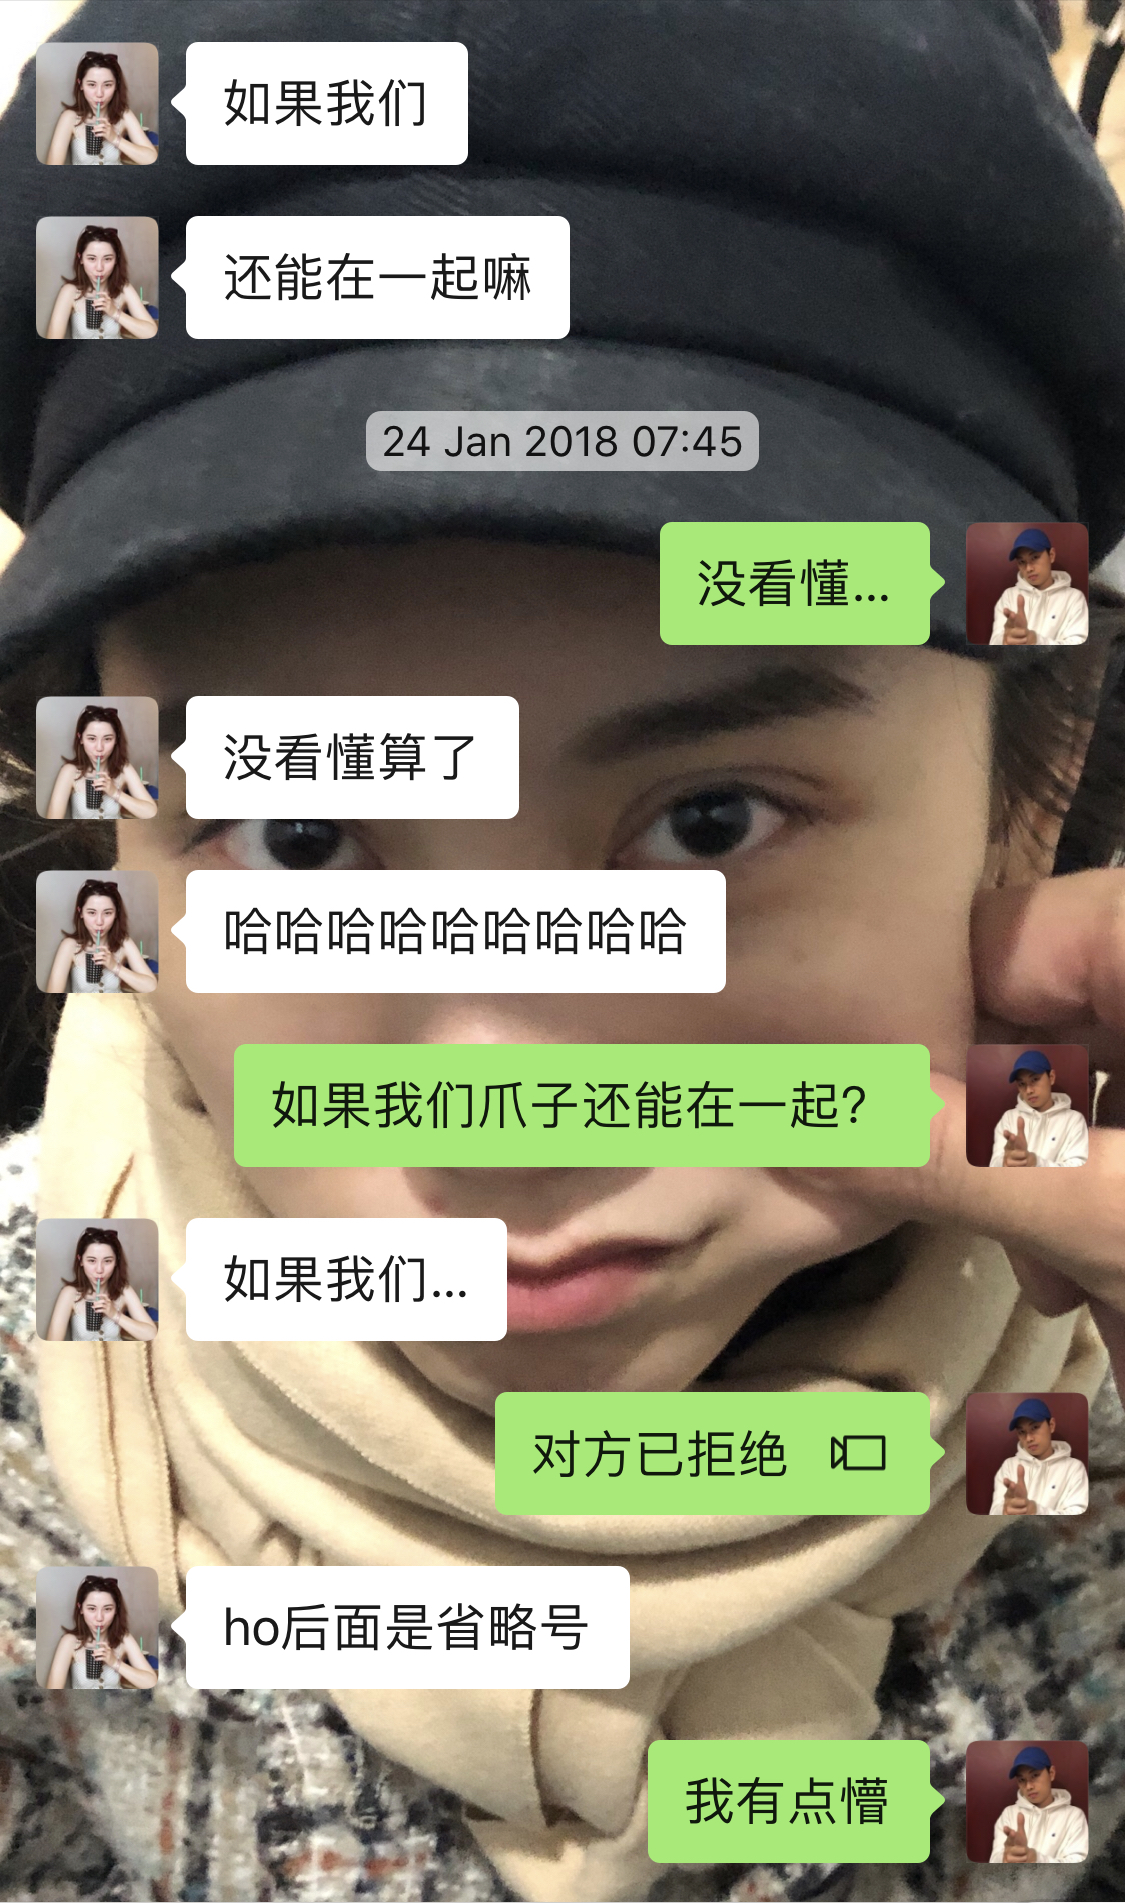 如果我们
还能在一起嘛
24 Jan 2018 07:45
没看懂...
没看懂算了
哈哈哈哈哈哈哈哈哈
如果我们爪子还能在一起?
如果我们...
对方已拒绝
ho后面是省略号
我有点懵